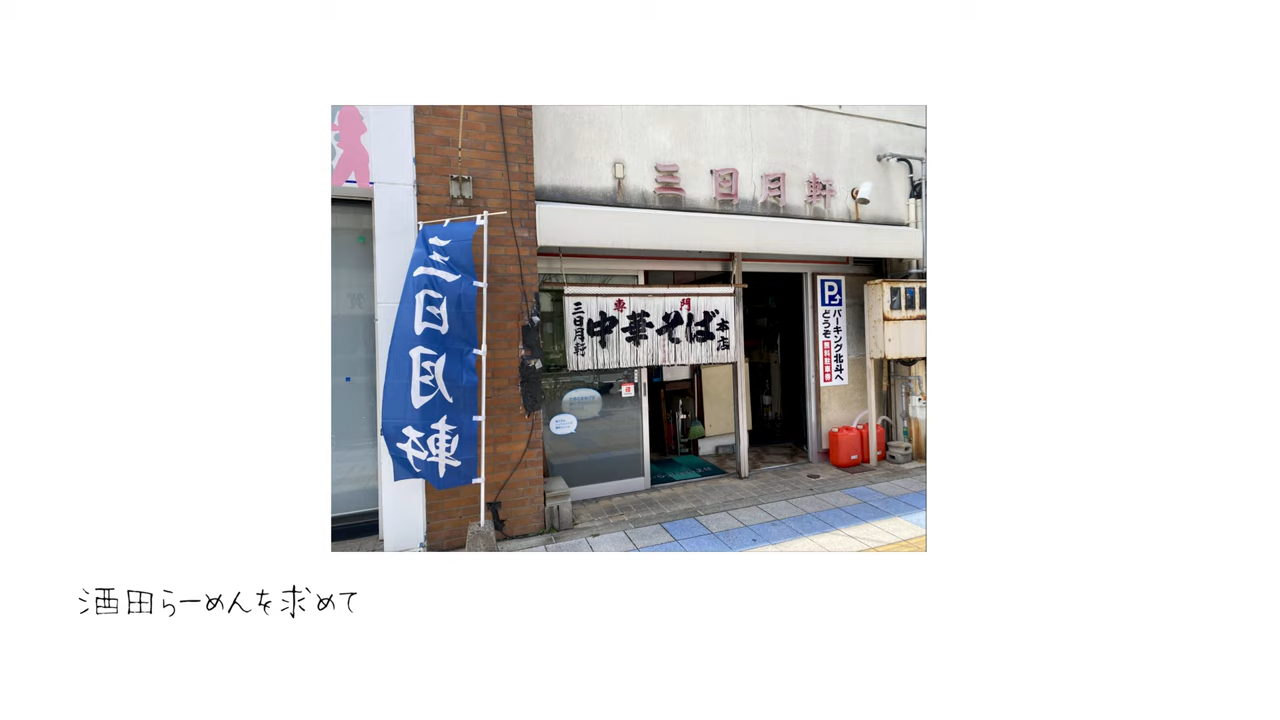 三日月軒
三日月軒
専門
三日月軒
中華そば
本店
P
パーキング北斗へ
どうぞ
酒田らーめんを求めて